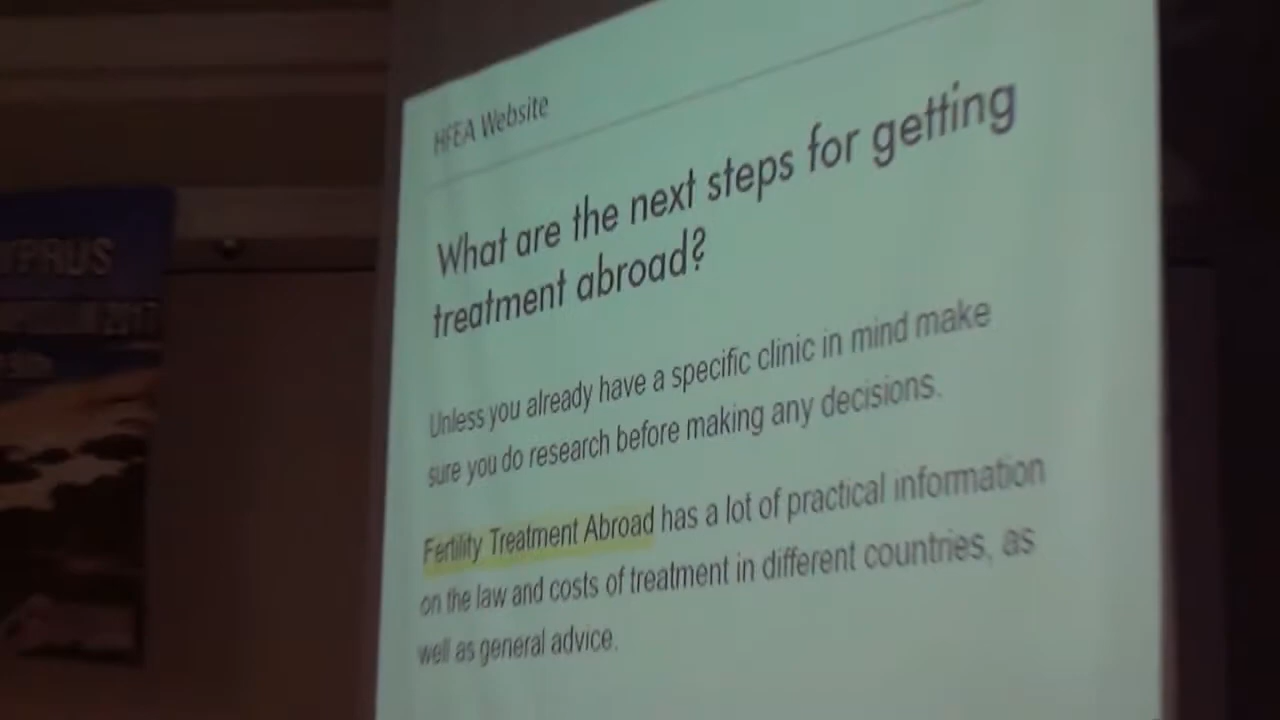 HFEA Website
What are the next steps for getting
treatment abroad?
Unless you already have a specific clinic in mind make
sure you do research before making any decisions.
Fertility Treatment Abroad has a lot of practical information
on the law and costs of treatment in different countries, as
well as general advice.
YPRUS
2017